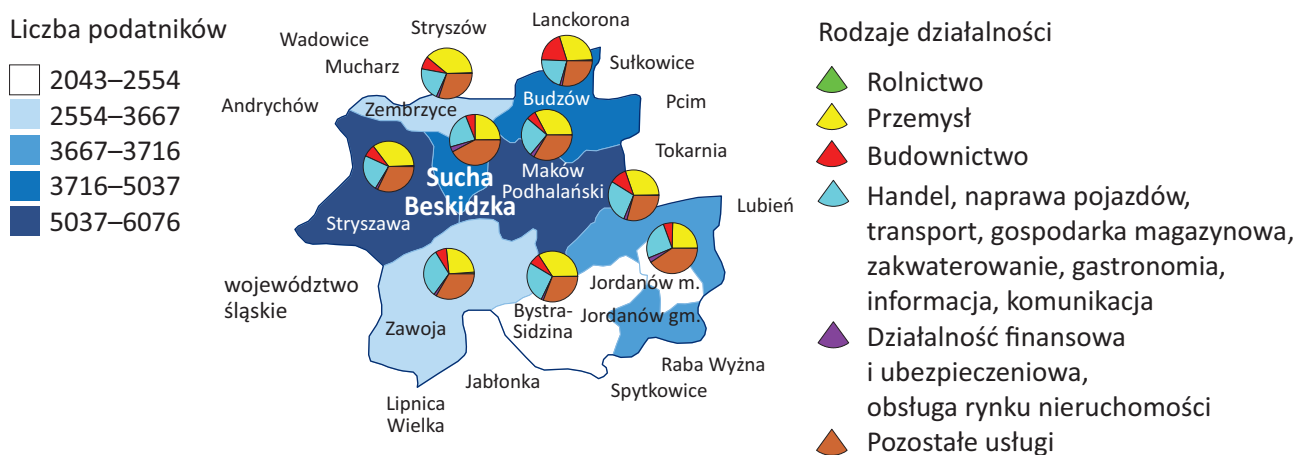 Liczba podatników
2043–2554
2554–3667
3667–3716
3716–5037
5037–6076
Lanckorona
Stryszów
Wadowice
Mucharz
Sułkowice
Andrychów
Zembrzyce
Budzów
Pcim
Tokarnia
Sucha
Beskidzka
Maków
Podhalański
Stryszawa
Lubień
województwo
śląskie
Jordanów m.
Bystra-
Sidzina
Jordanów gm.
Zawoja
Raba Wyżna
Jabłonka
Spytkowice
Lipnica
Wielka
Rodzaje działalności
Rolnictwo
Przemysł
Budownictwo
Handel, naprawa pojazdów,
transport, gospodarka magazynowa,
zakwaterowanie, gastronomia,
informacja, komunikacja
Działalność finansowa
i ubezpieczeniowa,
obsługa rynku nieruchomości
Pozostałe usługi